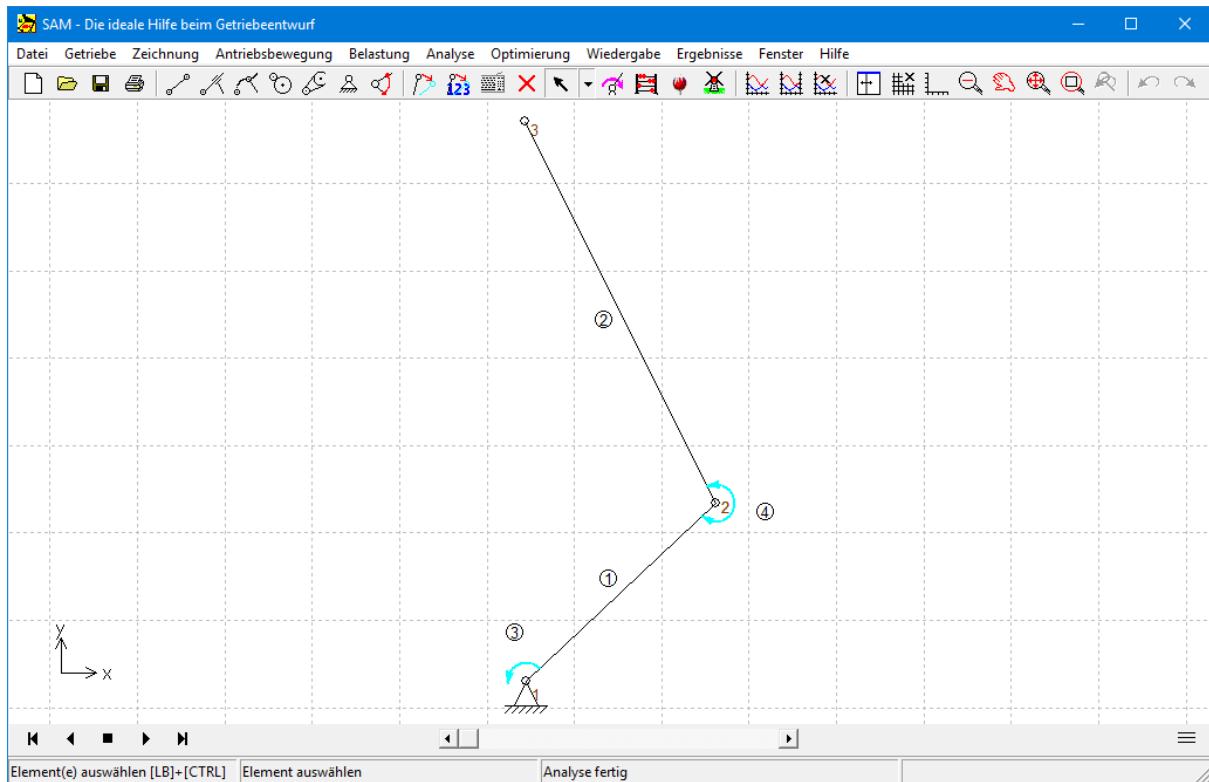 SAM - Die ideale Hilfe beim Getriebeentwurf
Datei Getriebe Zeichnung Antriebsbewegung Belastung Analyse Optimierung Wiedergabe Ergebnisse Fenster Hilfe
123
3
2
2
4
1
3
y
x
1
Element(e) auswählen [LB]+[CTRL] Element auswählen Analyse fertig